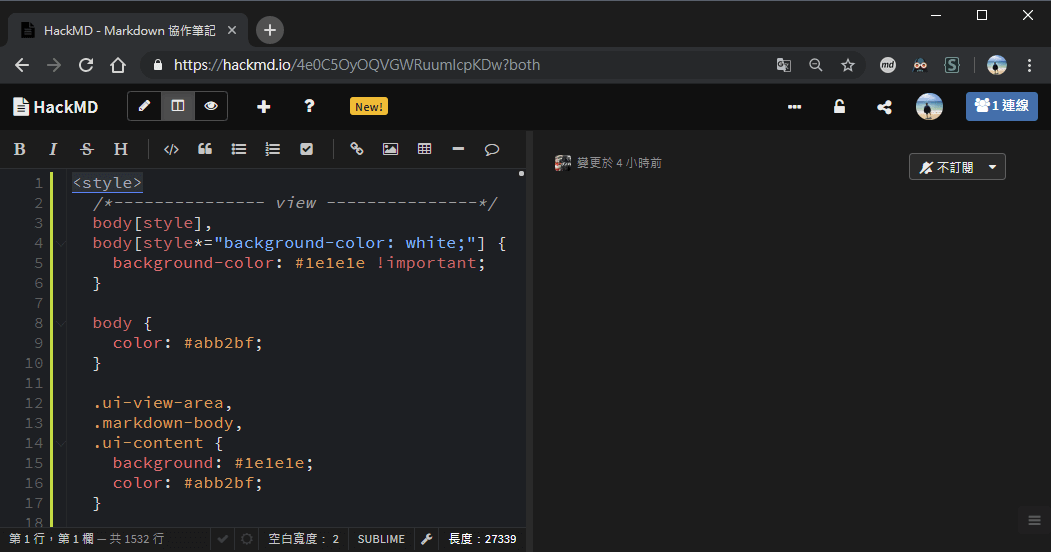 HackMD - Markdown 協作筆記
https://hackmd.io/4e0C5OyOQVGWRuumIcpKDw?both
HackMD
New!
1 連線
B I S H
1 <style>
2 /*--------------- view ---------------*/
3 body[style],
4 body[style*="background-color: white;"] {
5 background-color: #1e1e1e !important;
6 }
7
8 body {
9 color: #abb2bf;
10 }
11
12 .ui-view-area,
13 .markdown-body,
14 .ui-content {
15 background: #1e1e1e;
16 color: #abb2bf;
17 }
18
變更於 4 小時前
不訂閱
第 1 行，第 1 欄 — 共 1532 行
空白寬度： 2
SUBLIME
長度：27339